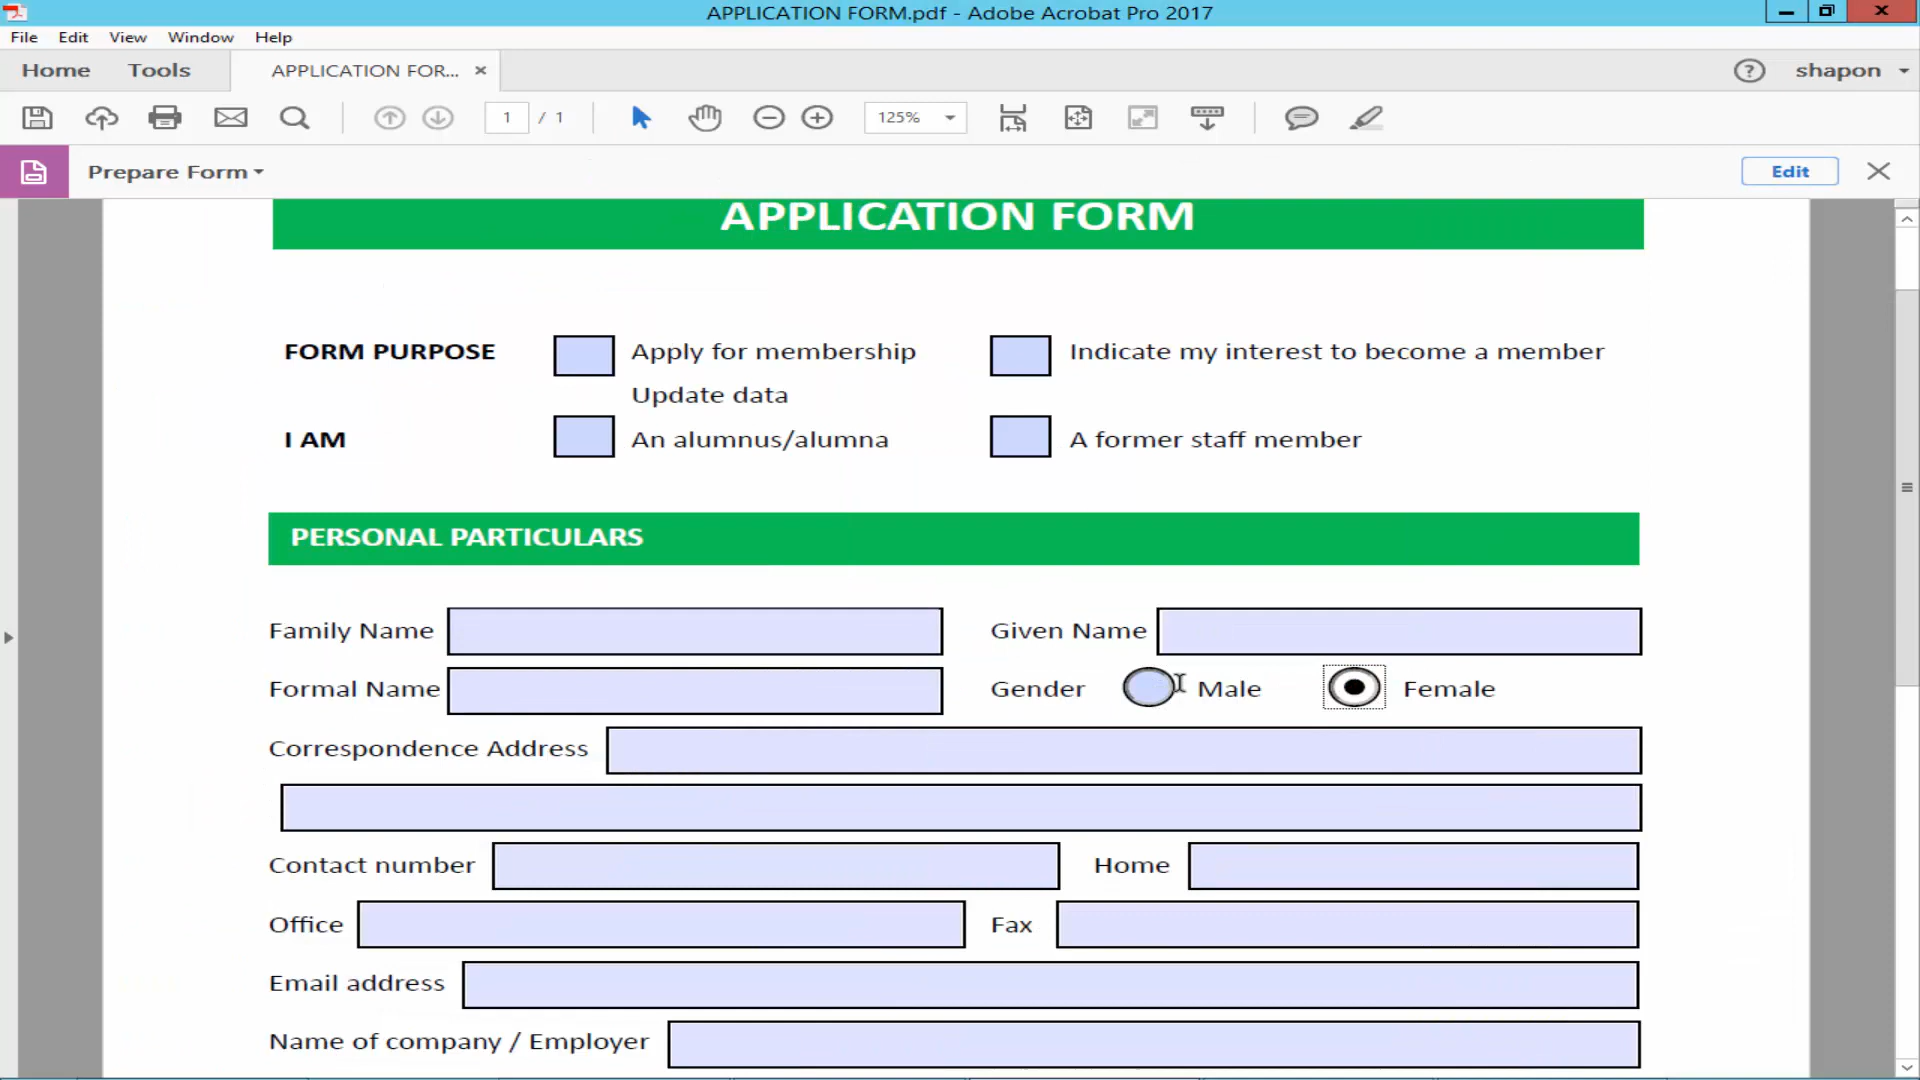 APPLICATION FORM.pdf - Adobe Acrobat Pro 2017
File Edit View Window Help
Home Tools APPLICATION FOR... × ? shapon
1 / 1 125%
Prepare Form Edit
APPLICATION FORM
FORM PURPOSE Apply for membership Indicate my interest to become a member
Update data
I AM An alumnus/alumna A former staff member
PERSONAL PARTICULARS
Family Name Given Name
Formal Name Gender Male Female
Correspondence Address
Contact number Home
Office Fax
Email address
Name of company / Employer